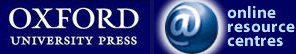 OXFORD
UNIVERSITY PRESS
@
online
resource
centres